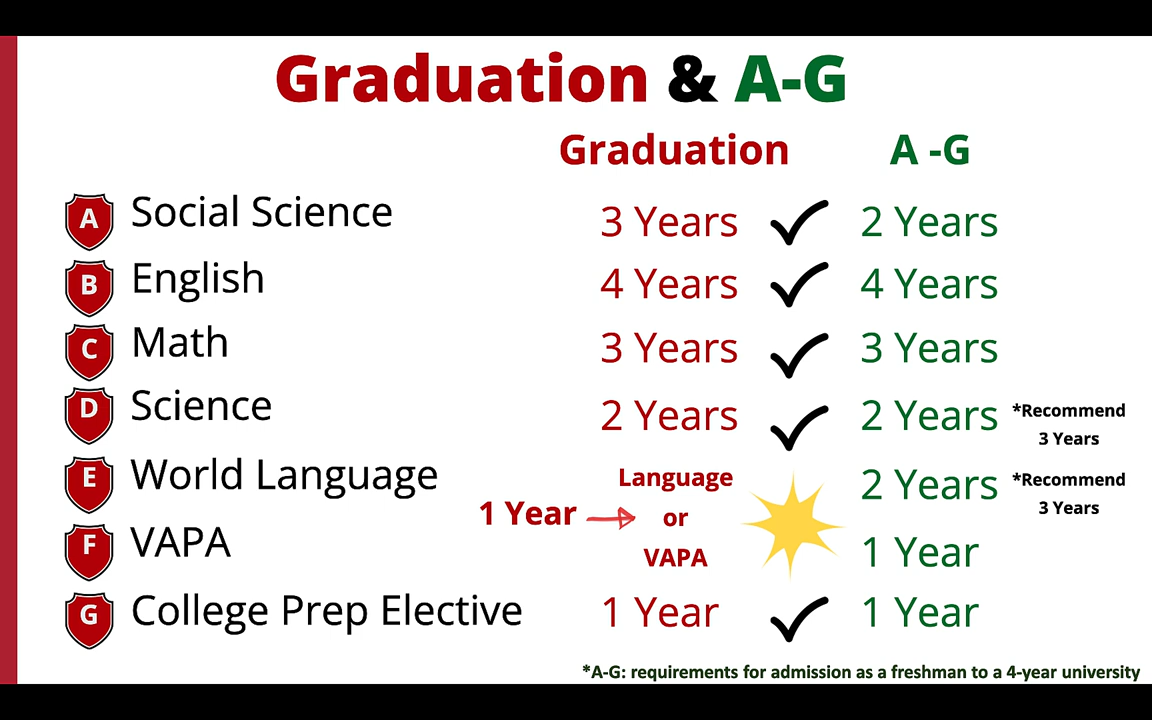 Graduation & A-G
Graduation A -G
A Social Science 3 Years 2 Years
B English 4 Years 4 Years
C Math 3 Years 3 Years
D Science 2 Years 2 Years *Recommend
3 Years
E World Language Language 2 Years *Recommend
3 Years
1 Year or
F VAPA VAPA 1 Year
G College Prep Elective 1 Year 1 Year
*A-G: requirements for admission as a freshman to a 4-year university